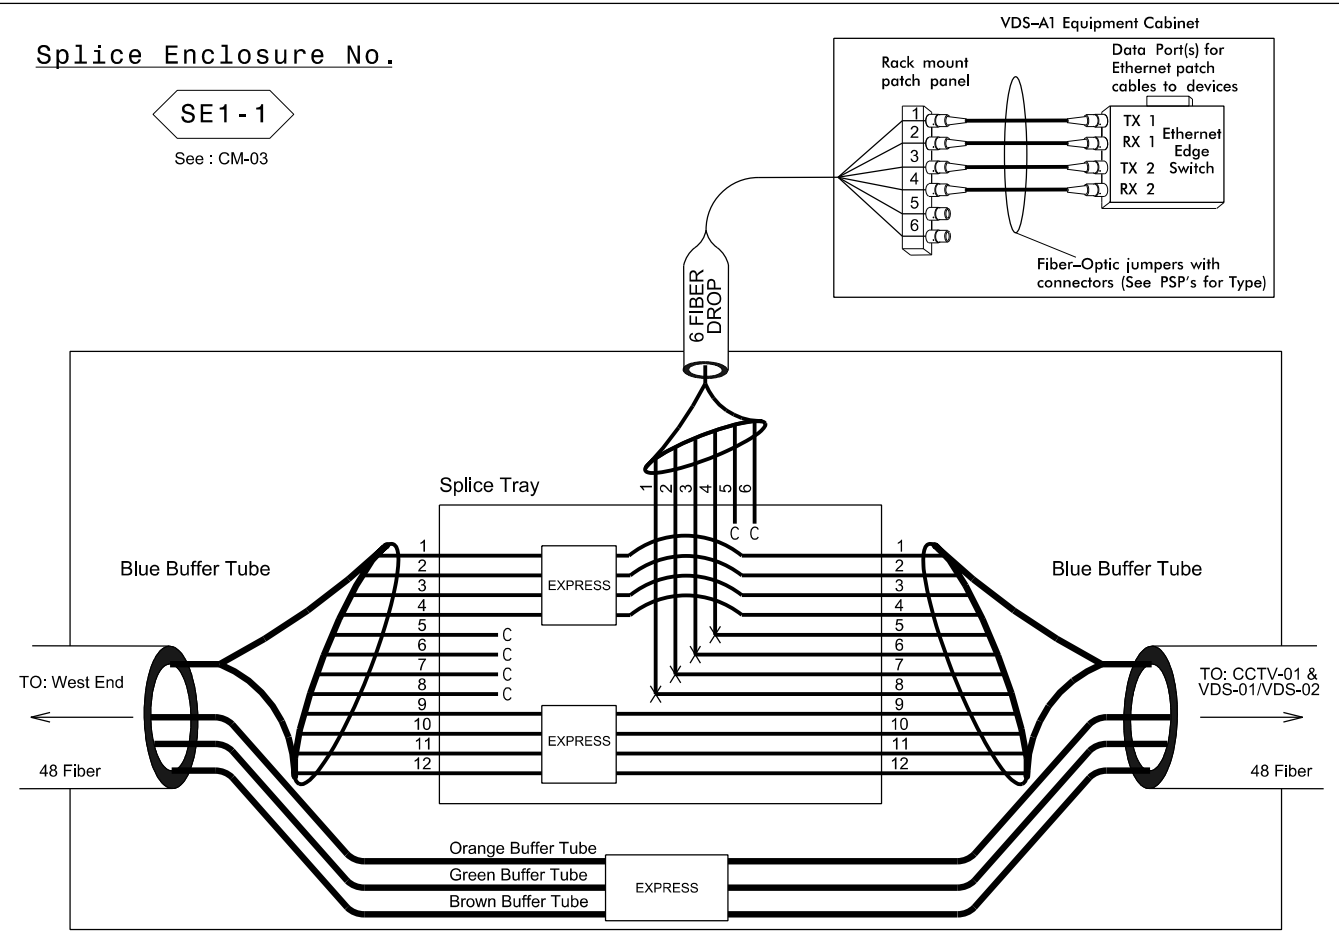 Splice Enclosure No.
SE1-1
See : CM-03
VDS-A1 Equipment Cabinet
Rack mount
patch panel
Data Port(s) for
Ethernet patch
cables to devices
1
2
3
4
5
6
TX 1
RX 1
TX 2
RX 2
Ethernet
Edge
Switch
Fiber-Optic jumpers with
connectors (See PSP's for Type)
6 FIBER
DROP
Splice Tray
1
2
3
4
5
6
C C
Blue Buffer Tube
1
2
3
4
5
6
7
8
9
10
11
12
EXPRESS
C
C
C
C
EXPRESS
1
2
3
4
5
6
7
8
9
10
11
12
Blue Buffer Tube
TO: West End
48 Fiber
TO: CCTV-01 &
VDS-01/VDS-02
48 Fiber
Orange Buffer Tube
Green Buffer Tube
Brown Buffer Tube
EXPRESS